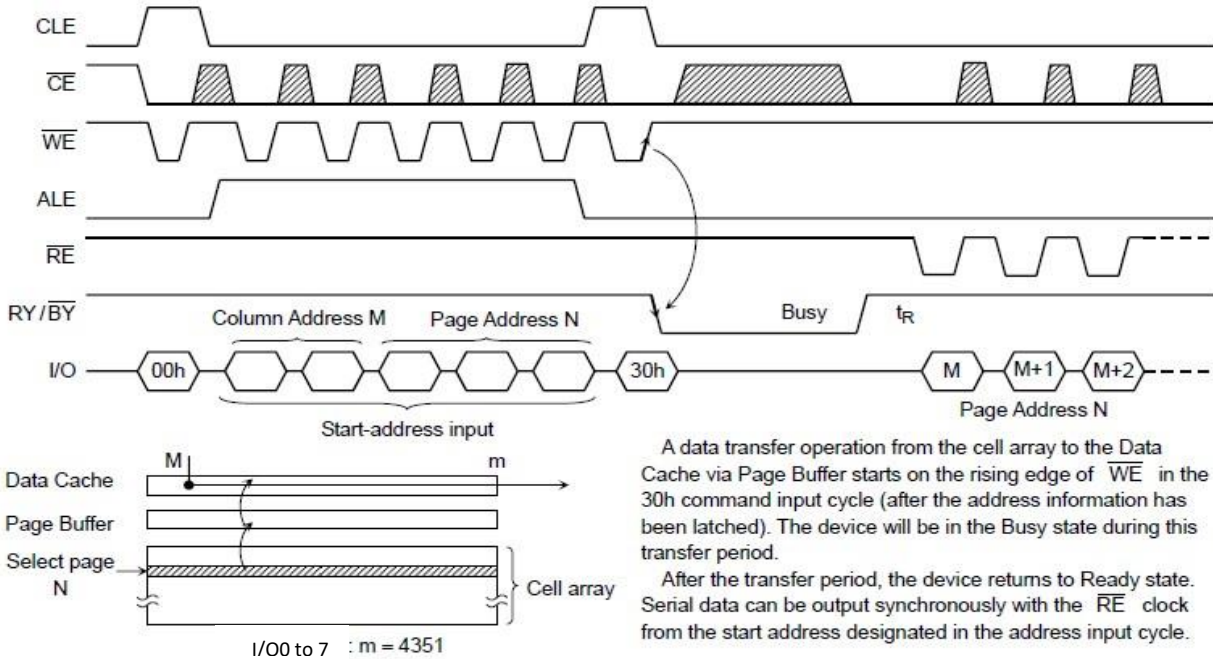 CLE
CE
WE
ALE
RE
RY/BY
Busy
tR
Column Address M
Page Address N
I/O
00h
30h
M
M+1
M+2
Page Address N
Start-address input
M
m
Data Cache
Page Buffer
Select page
N
Cell array
I/O0 to 7 : m = 4351
A data transfer operation from the cell array to the Data
Cache via Page Buffer starts on the rising edge of WE in the
30h command input cycle (after the address information has
been latched). The device will be in the Busy state during this
transfer period.
After the transfer period, the device returns to Ready state.
Serial data can be output synchronously with the RE clock
from the start address designated in the address input cycle.